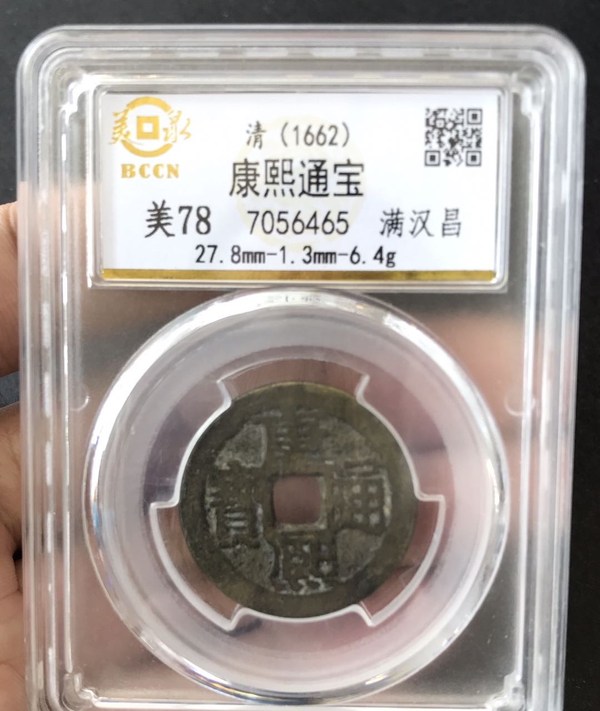 美泉
BCCN
清（1662）
康熙通宝
美78 7056465 满汉昌
27.8mm-1.3mm-6.4g
康熙通寶